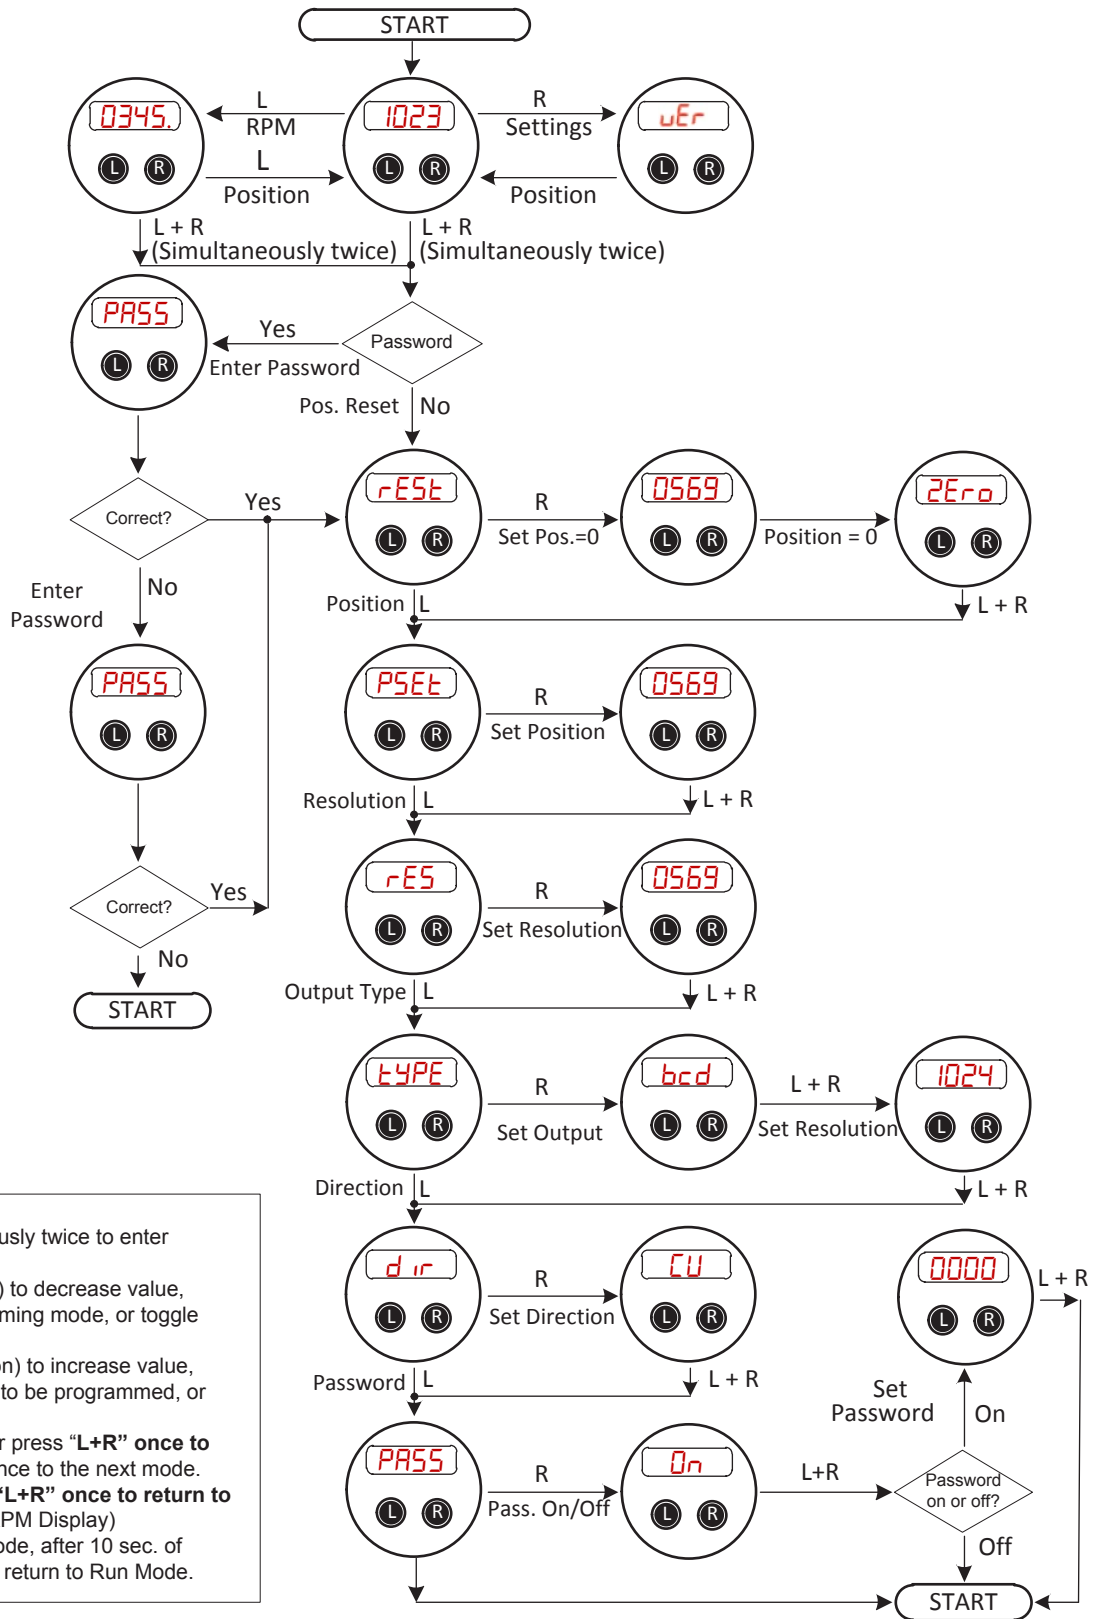 START
0345.
L R
L
RPM
L
Position
1023
L R
R
Settings
Position
vEr
L R
L + R
(Simultaneously twice)
L + R
(Simultaneously twice)
PASS
L R
Yes
Enter Password
Password
Pos. Reset
No
Correct?
Yes
rESt
L R
R
Set Pos.=0
0569
L R
Position = 0
ZEro
L R
Enter
Password
No
Position
L
L + R
PASS
L R
PSEt
L R
R
Set Position
0569
L R
Resolution
L
L + R
Correct?
Yes
No
START
rES
L R
R
Set Resolution
0569
L R
Output Type
L
L + R
tYPE
L R
R
Set Output
bcd
L R
L + R
Set Resolution
1024
L R
Direction
L
L + R
dir
L R
R
Set Direction
CU
L R
0000
L R
L + R
Password
L
L + R
Set
Password
On
PASS
L R
R
Pass. On/Off
On
L R
L+R
Password
on or off?
Off
START
usly twice to enter
) to decrease value,
ming mode, or toggle
on) to increase value,
to be programmed, or
r press “L+R” once to
nce to the next mode.
“L+R” once to return to
PM Display)
ode, after 10 sec. of
return to Run Mode.